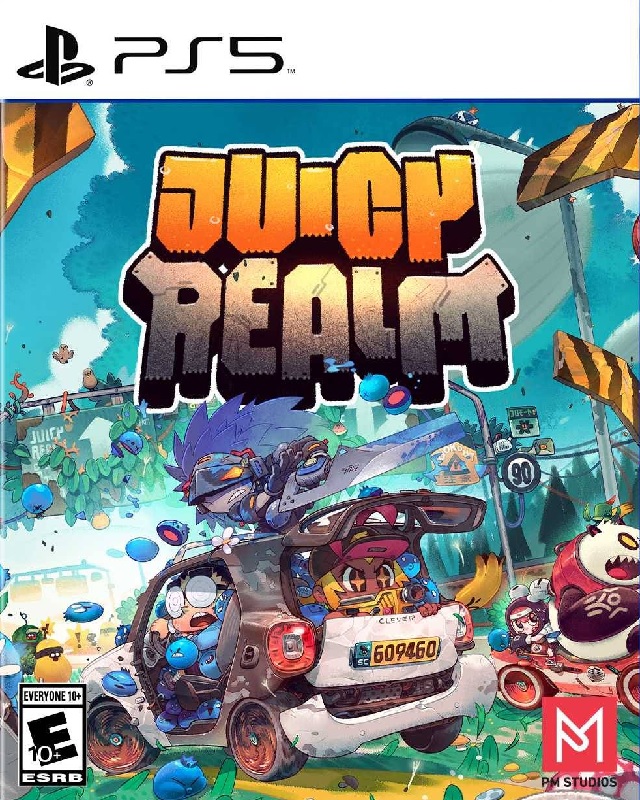 PS5
JUICY
REALM
JUICY
90
CLEVER
609460
EVERYONE 10+
E
10+
ESRB
M
PM STUDIOS